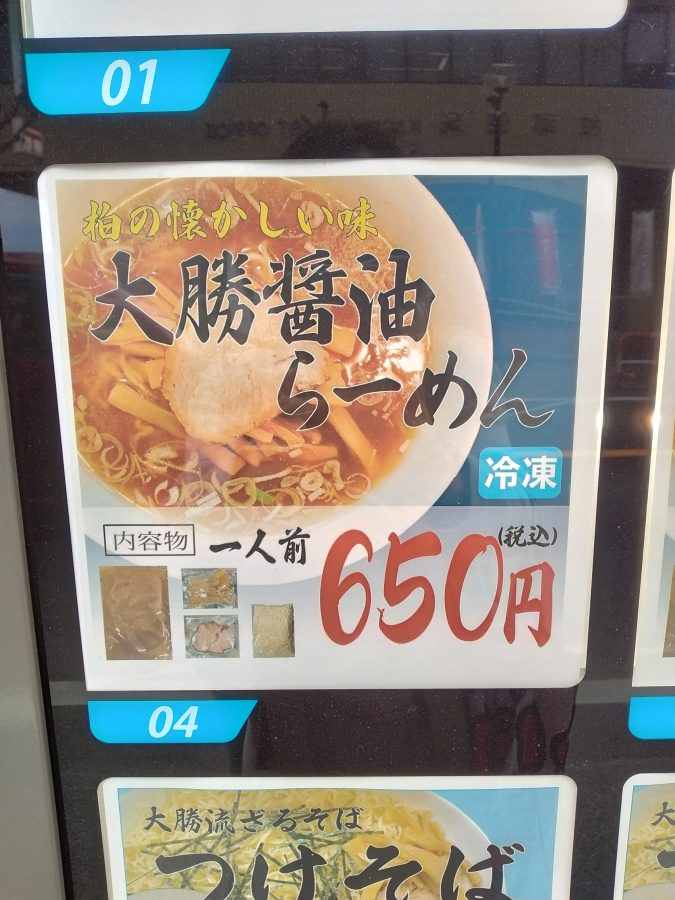 01
柏の懐かしい味
大勝醤油
らーめん
冷凍
内容物
一人前
650円
(税込)
04
大勝流ざるそば
つけそば
大